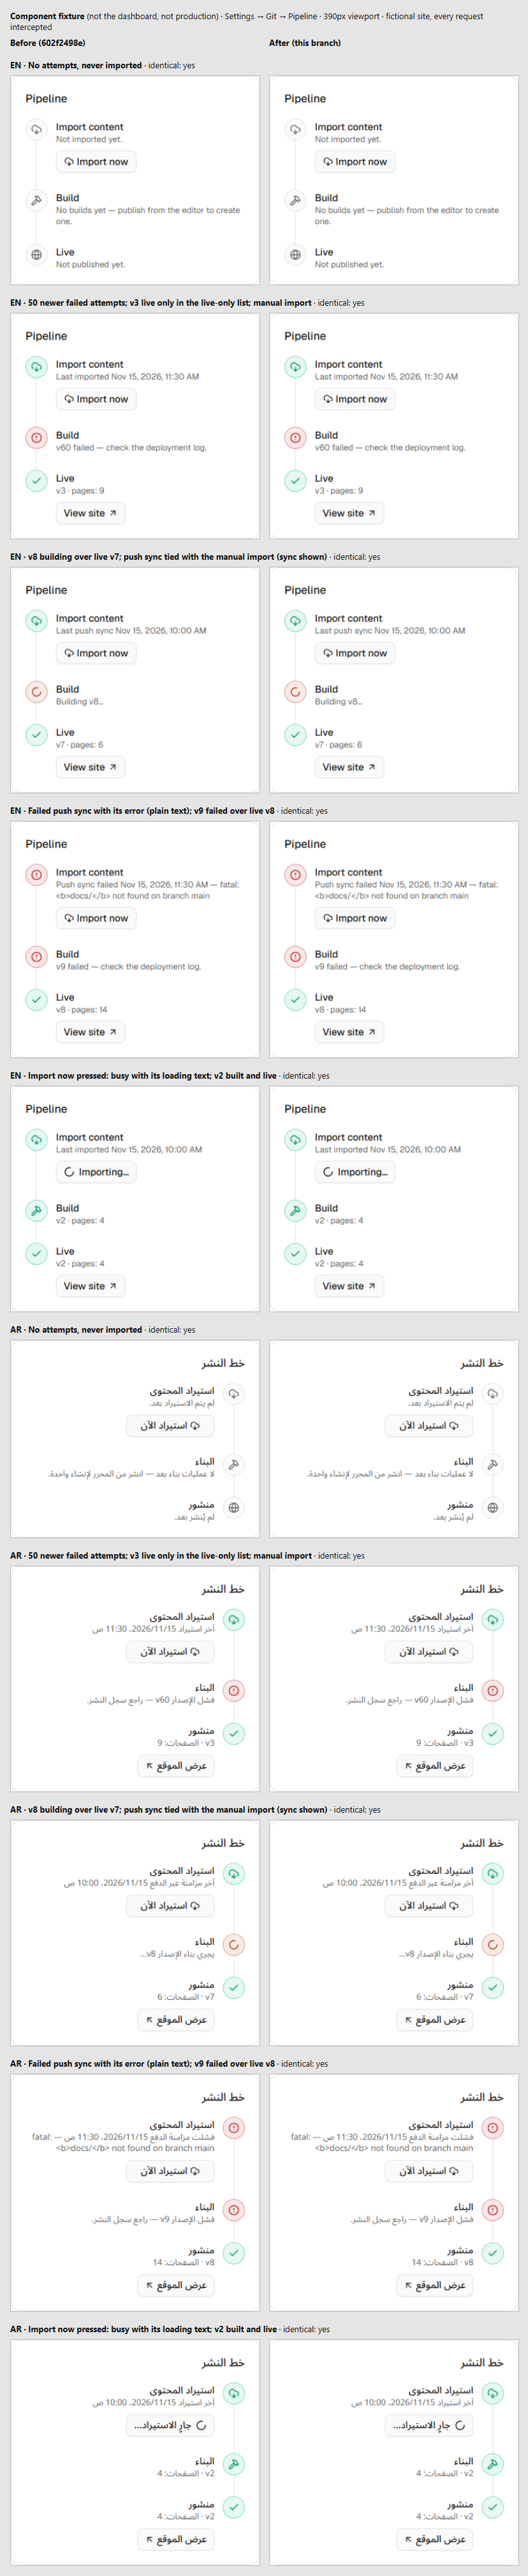 Component fixture (not the dashboard, not production) · Settings → Git → Pipeline · 390px viewport · fictional site, every request
intercepted
Before (602f2498e)
After (this branch)
EN · No attempts, never imported · identical: yes
Pipeline
Import content
Not imported yet.
Import now
Build
No builds yet — publish from the editor to create
one.
Live
Not published yet.
Pipeline
Import content
Not imported yet.
Import now
Build
No builds yet — publish from the editor to create
one.
Live
Not published yet.
EN · 50 newer failed attempts; v3 live only in the live-only list; manual import · identical: yes
Pipeline
Import content
Last imported Nov 15, 2026, 11:30 AM
Import now
Build
v60 failed — check the deployment log.
Live
v3 · pages: 9
View site
Pipeline
Import content
Last imported Nov 15, 2026, 11:30 AM
Import now
Build
v60 failed — check the deployment log.
Live
v3 · pages: 9
View site
EN · v8 building over live v7; push sync tied with the manual import (sync shown) · identical: yes
Pipeline
Import content
Last push sync Nov 15, 2026, 10:00 AM
Import now
Build
Building v8…
Live
v7 · pages: 6
View site
Pipeline
Import content
Last push sync Nov 15, 2026, 10:00 AM
Import now
Build
Building v8…
Live
v7 · pages: 6
View site
EN · Failed push sync with its error (plain text); v9 failed over live v8 · identical: yes
Pipeline
Import content
Push sync failed Nov 15, 2026, 11:30 AM — fatal:
<b>docs/</b> not found on branch main
Import now
Build
v9 failed — check the deployment log.
Live
v8 · pages: 14
View site
Pipeline
Import content
Push sync failed Nov 15, 2026, 11:30 AM — fatal:
<b>docs/</b> not found on branch main
Import now
Build
v9 failed — check the deployment log.
Live
v8 · pages: 14
View site
EN · Import now pressed: busy with its loading text; v2 built and live · identical: yes
Pipeline
Import content
Last imported Nov 15, 2026, 10:00 AM
Importing…
Build
v2 · pages: 4
Live
v2 · pages: 4
View site
Pipeline
Import content
Last imported Nov 15, 2026, 10:00 AM
Importing…
Build
v2 · pages: 4
Live
v2 · pages: 4
View site
AR · No attempts, never imported · identical: yes
خط النشر
استيراد المحتوى
لم يتم الاستيراد بعد.
استيراد الآن
البناء
لا عمليات بناء بعد — انشر من المحرر لإنشاء واحدة.
منشور
لم يُنشر بعد.
خط النشر
استيراد المحتوى
لم يتم الاستيراد بعد.
استيراد الآن
البناء
لا عمليات بناء بعد — انشر من المحرر لإنشاء واحدة.
منشور
لم يُنشر بعد.
AR · 50 newer failed attempts; v3 live only in the live-only list; manual import · identical: yes
خط النشر
استيراد المحتوى
آخر استيراد 15‏/11‏/2026، 11:30 ص
استيراد الآن
البناء
فشل الإصدار v60 — راجع سجل النشر.
منشور
v3 · الصفحات: 9
عرض الموقع
خط النشر
استيراد المحتوى
آخر استيراد 15‏/11‏/2026، 11:30 ص
استيراد الآن
البناء
فشل الإصدار v60 — راجع سجل النشر.
منشور
v3 · الصفحات: 9
عرض الموقع
AR · v8 building over live v7; push sync tied with the manual import (sync shown) · identical: yes
خط النشر
استيراد المحتوى
آخر مزامنة عبر الدفع 15‏/11‏/2026، 10:00 ص
استيراد الآن
البناء
يجري بناء الإصدار v8…
منشور
v7 · الصفحات: 6
عرض الموقع
خط النشر
استيراد المحتوى
آخر مزامنة عبر الدفع 15‏/11‏/2026، 10:00 ص
استيراد الآن
البناء
يجري بناء الإصدار v8…
منشور
v7 · الصفحات: 6
عرض الموقع
AR · Failed push sync with its error (plain text); v9 failed over live v8 · identical: yes
خط النشر
استيراد المحتوى
فشلت مزامنة الدفع 15‏/11‏/2026، 11:30 ص — fatal:
<b>docs/</b> not found on branch main
استيراد الآن
البناء
فشل الإصدار v9 — راجع سجل النشر.
منشور
v8 · الصفحات: 14
عرض الموقع
خط النشر
استيراد المحتوى
فشلت مزامنة الدفع 15‏/11‏/2026، 11:30 ص — fatal:
<b>docs/</b> not found on branch main
استيراد الآن
البناء
فشل الإصدار v9 — راجع سجل النشر.
منشور
v8 · الصفحات: 14
عرض الموقع
AR · Import now pressed: busy with its loading text; v2 built and live · identical: yes
خط النشر
استيراد المحتوى
آخر استيراد 15‏/11‏/2026، 10:00 ص
جارٍ الاستيراد…
البناء
v2 · الصفحات: 4
منشور
v2 · الصفحات: 4
عرض الموقع
خط النشر
استيراد المحتوى
آخر استيراد 15‏/11‏/2026، 10:00 ص
جارٍ الاستيراد…
البناء
v2 · الصفحات: 4
منشور
v2 · الصفحات: 4
عرض الموقع